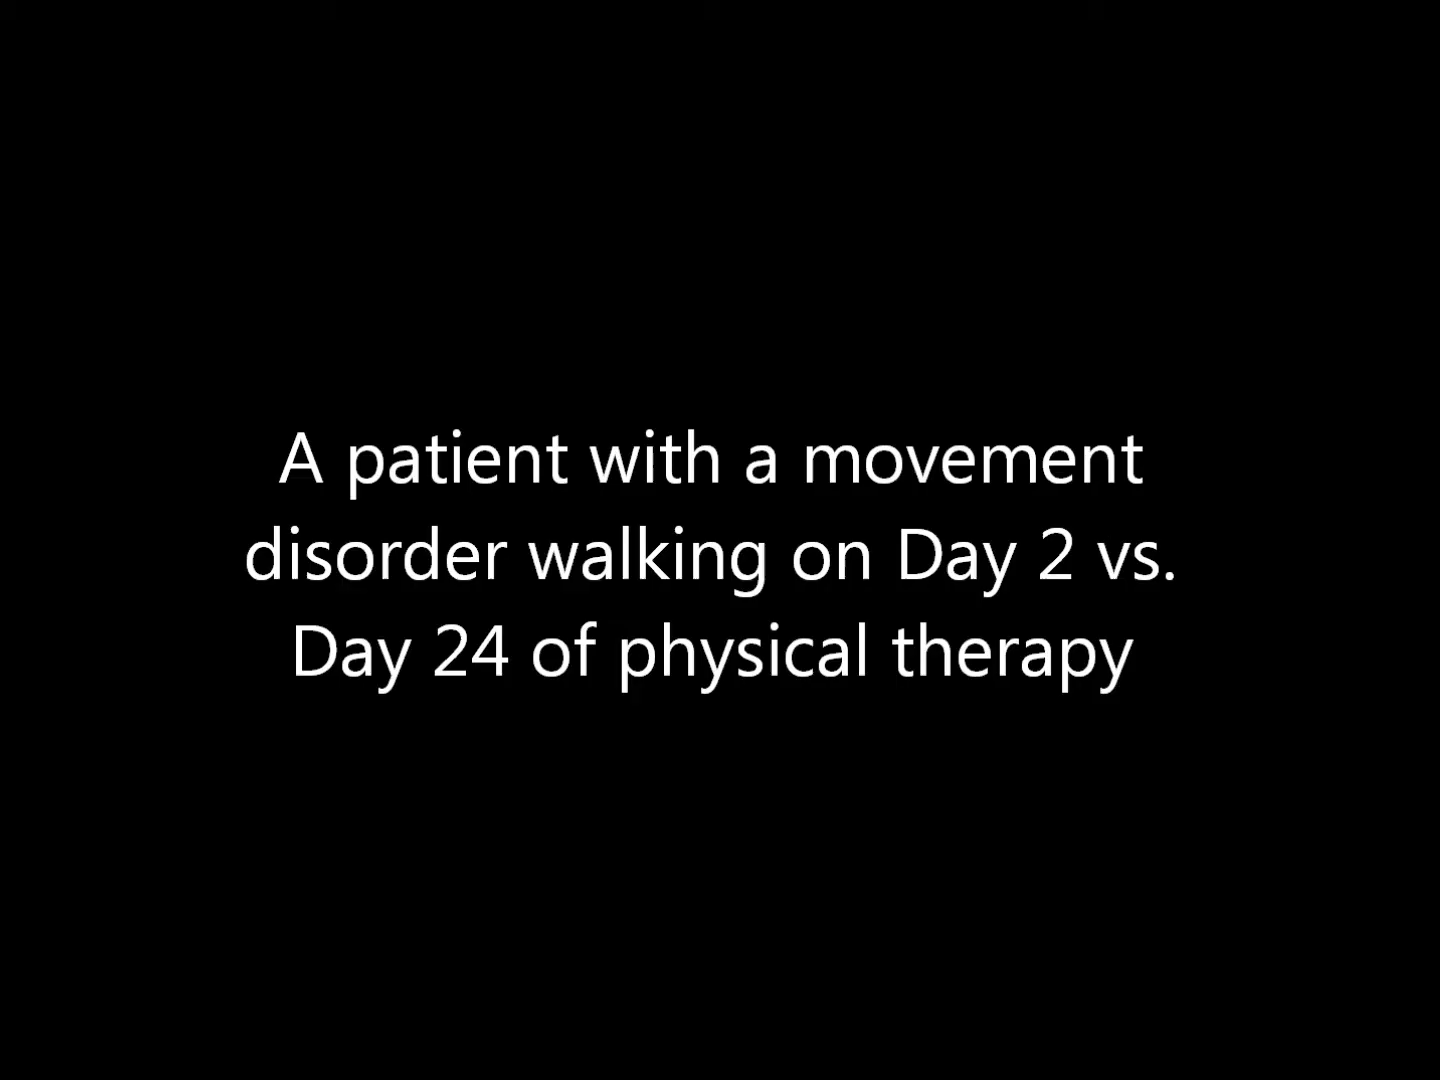 A patient with a movement
disorder walking on Day 2 vs.
Day 24 of physical therapy